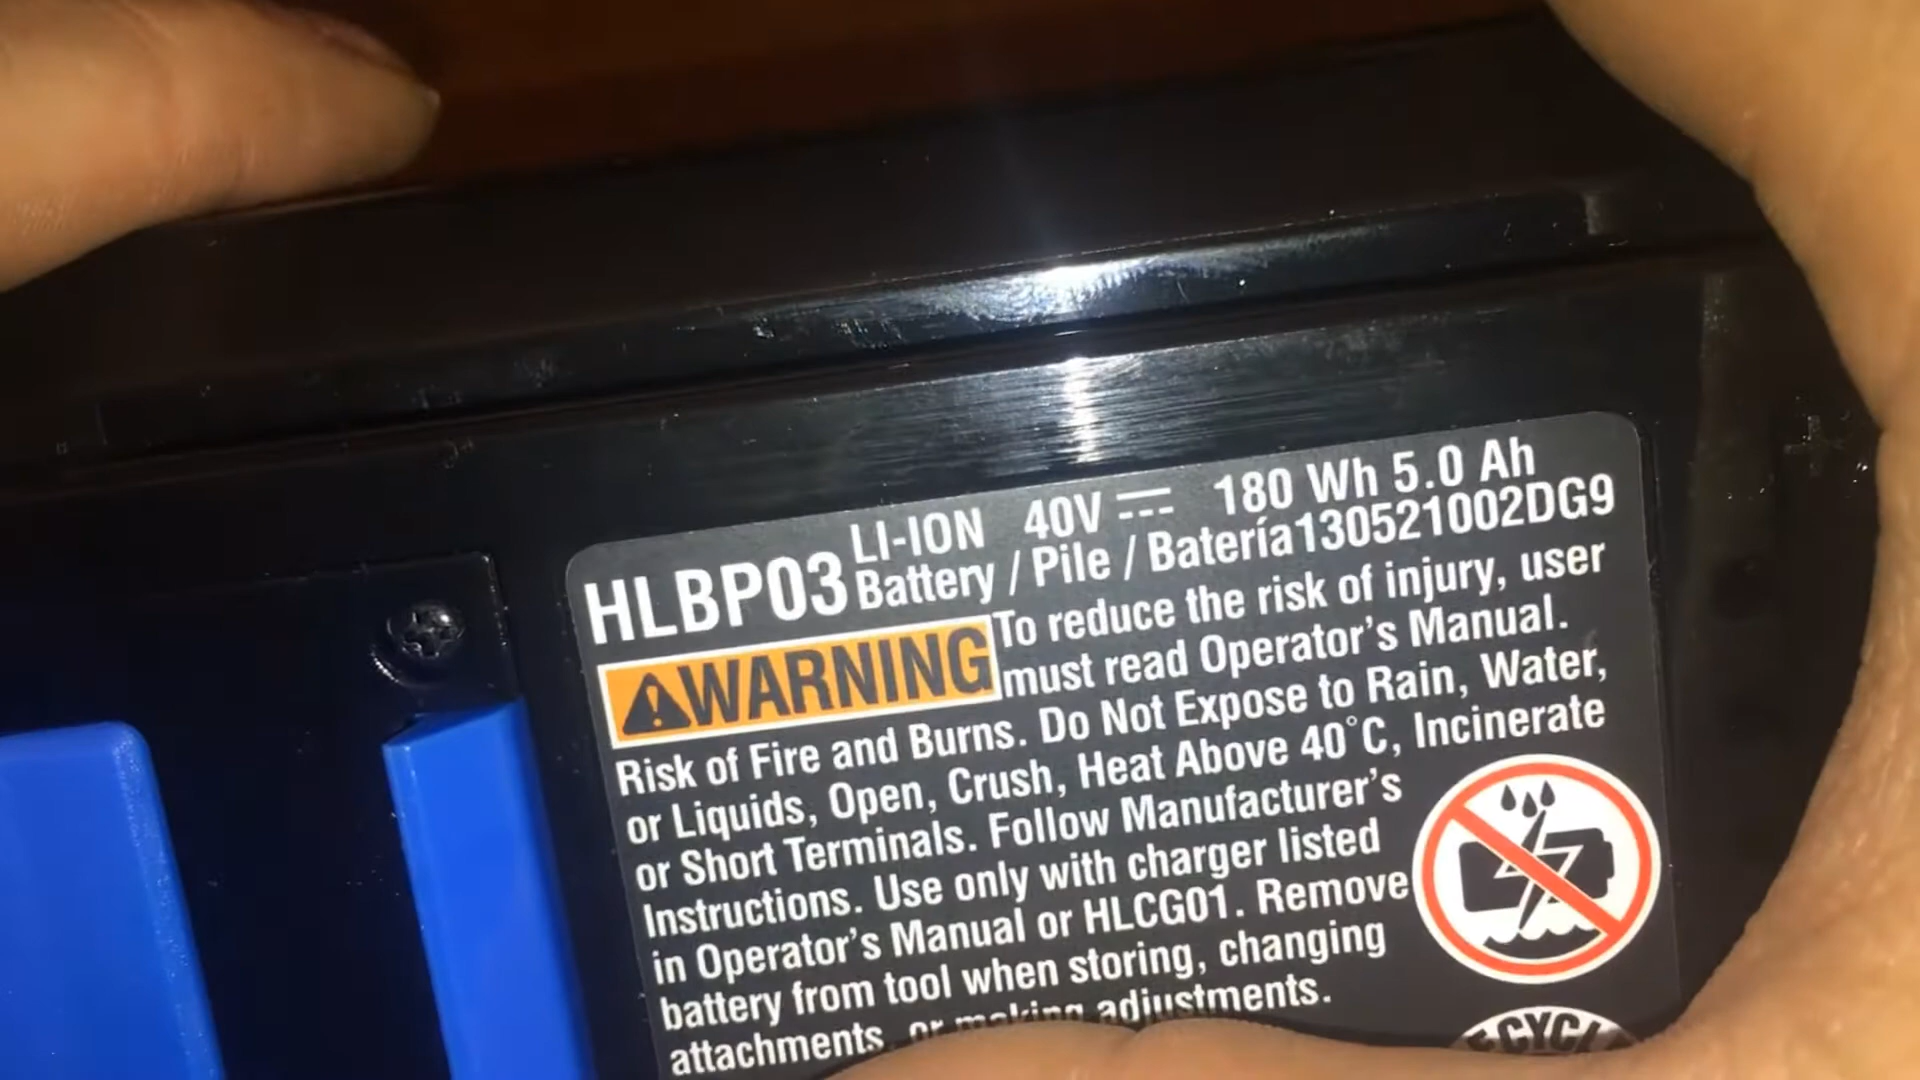 HLBP03 LI-ION 40V 180 Wh 5.0 Ah
Battery / Pile / Batería130521002DG9
WARNING To reduce the risk of injury, user
must read Operator's Manual.
Risk of Fire and Burns. Do Not Expose to Rain, Water,
or Liquids, Open, Crush, Heat Above 40°C, Incinerate
or Short Terminals. Follow Manufacturer's
Instructions. Use only with charger listed
in Operator's Manual or HLCG01. Remove
battery from tool when storing, changing
attachments, or making adjustments.